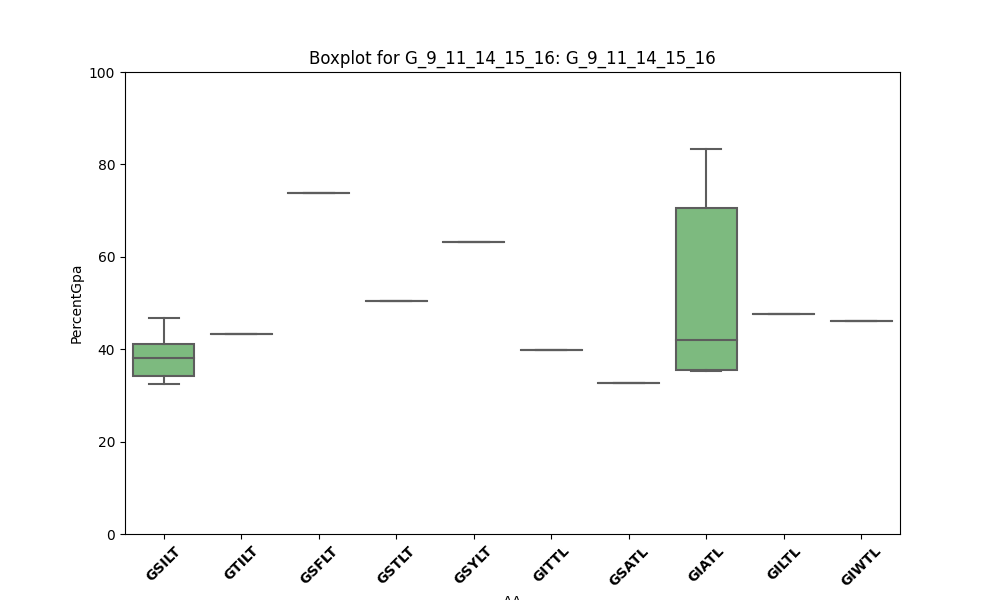 Boxplot for G_9_11_14_15_16: G_9_11_14_15_16
100
80
60
40
20
0
PercentGpa
GSILT
GTILT
GSFLT
GSTLT
GSYLT
GITTL
GSATL
GIATL
GILTL
GIWTL
AA